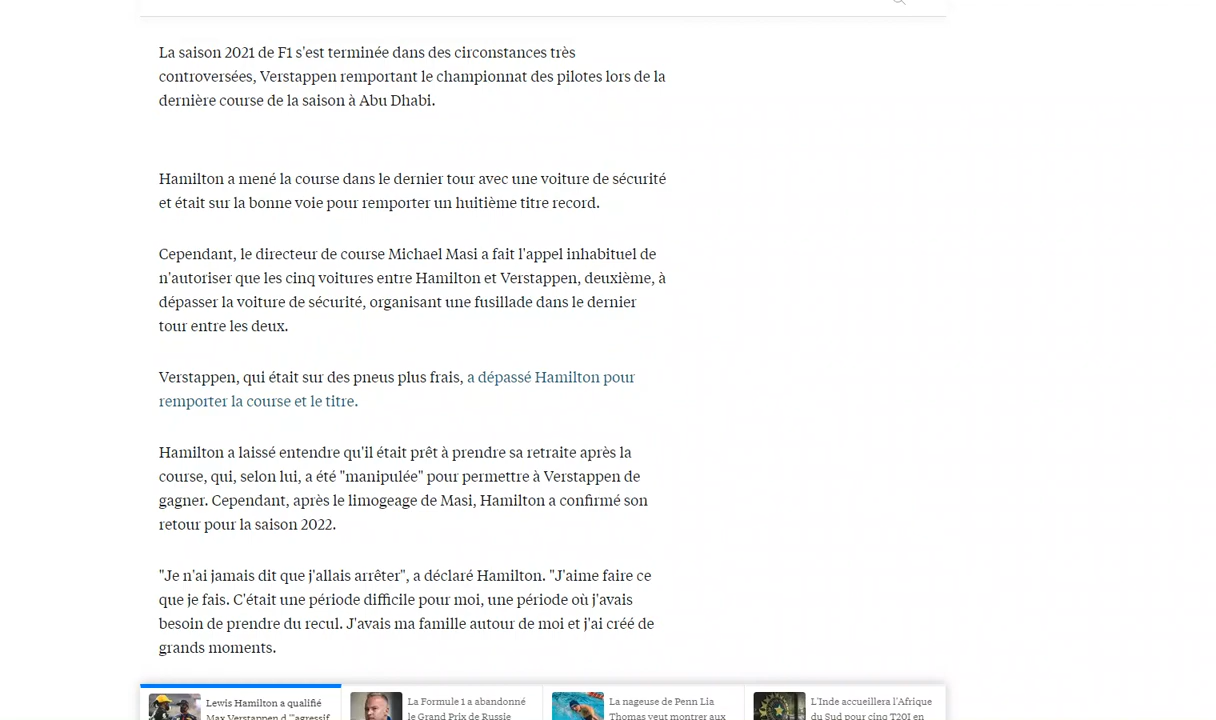 La saison 2021 de F1 s'est terminée dans des circonstances très
controversées, Verstappen remportant le championnat des pilotes lors de la
dernière course de la saison à Abu Dhabi.
Hamilton a mené la course dans le dernier tour avec une voiture de sécurité
et était sur la bonne voie pour remporter un huitième titre record.
Cependant, le directeur de course Michael Masi a fait l'appel inhabituel de
n'autoriser que les cinq voitures entre Hamilton et Verstappen, deuxième, à
dépasser la voiture de sécurité, organisant une fusillade dans le dernier
tour entre les deux.
Verstappen, qui était sur des pneus plus frais, a dépassé Hamilton pour
remporter la course et le titre.
Hamilton a laissé entendre qu'il était prêt à prendre sa retraite après la
course, qui, selon lui, a été "manipulée" pour permettre à Verstappen de
gagner. Cependant, après le limogeage de Masi, Hamilton a confirmé son
retour pour la saison 2022.
"Je n'ai jamais dit que j'allais arrêter", a déclaré Hamilton. "J'aime faire ce
que je fais. C'était une période difficile pour moi, une période où j'avais
besoin de prendre du recul. J'avais ma famille autour de moi et j'ai créé de
grands moments.
Lewis Hamilton a qualifié
Max Verstappen d'"agressif
La Formule 1 a abandonné
le Grand Prix de Russie
La nageuse de Penn Lia
Thomas veut montrer aux
L'Inde accueillera l'Afrique
du Sud pour cinq T20I en